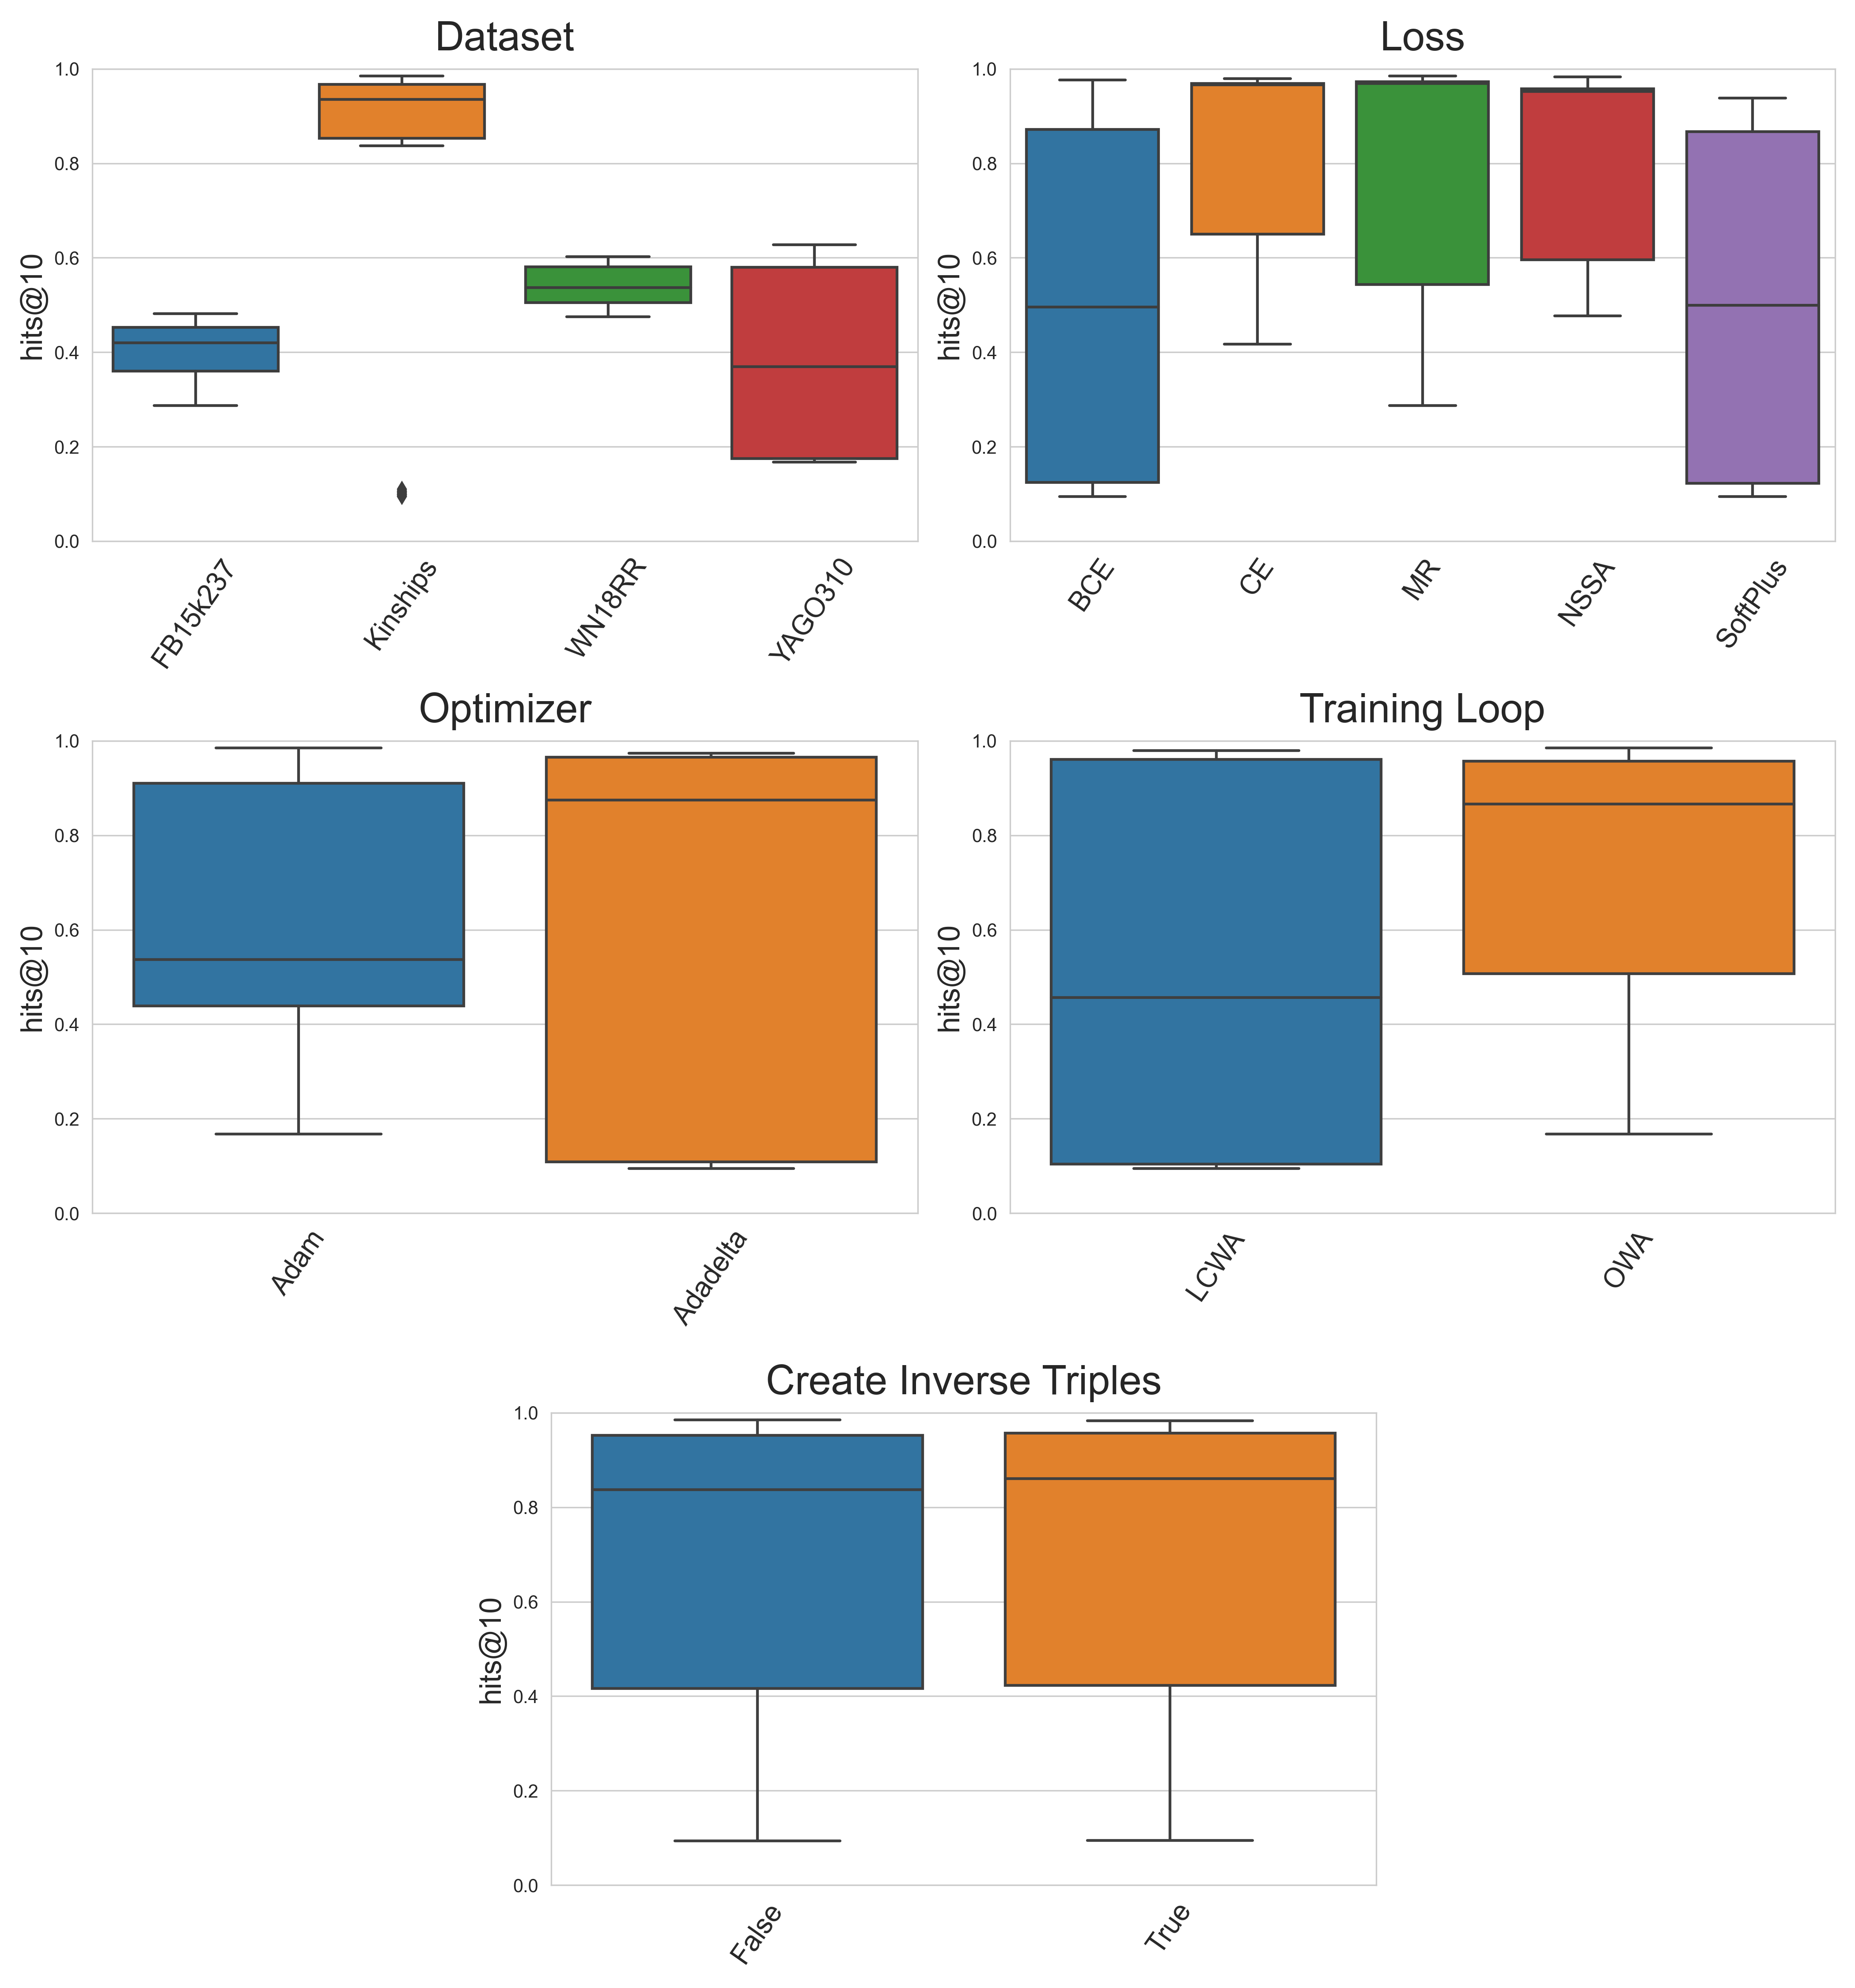 Dataset
1.0
0.8
0.6
0.4
0.2
0.0
hits@10
FB15k237
Kinships
WN18RR
YAGO310
Loss
1.0
0.8
0.6
0.4
0.2
0.0
hits@10
BCE
CE
MR
NSSA
SoftPlus
Optimizer
1.0
0.8
0.6
0.4
0.2
0.0
hits@10
Adam
Adadelta
Training Loop
1.0
0.8
0.6
0.4
0.2
0.0
hits@10
LCWA
OWA
Create Inverse Triples
1.0
0.8
0.6
0.4
0.2
0.0
hits@10
False
True